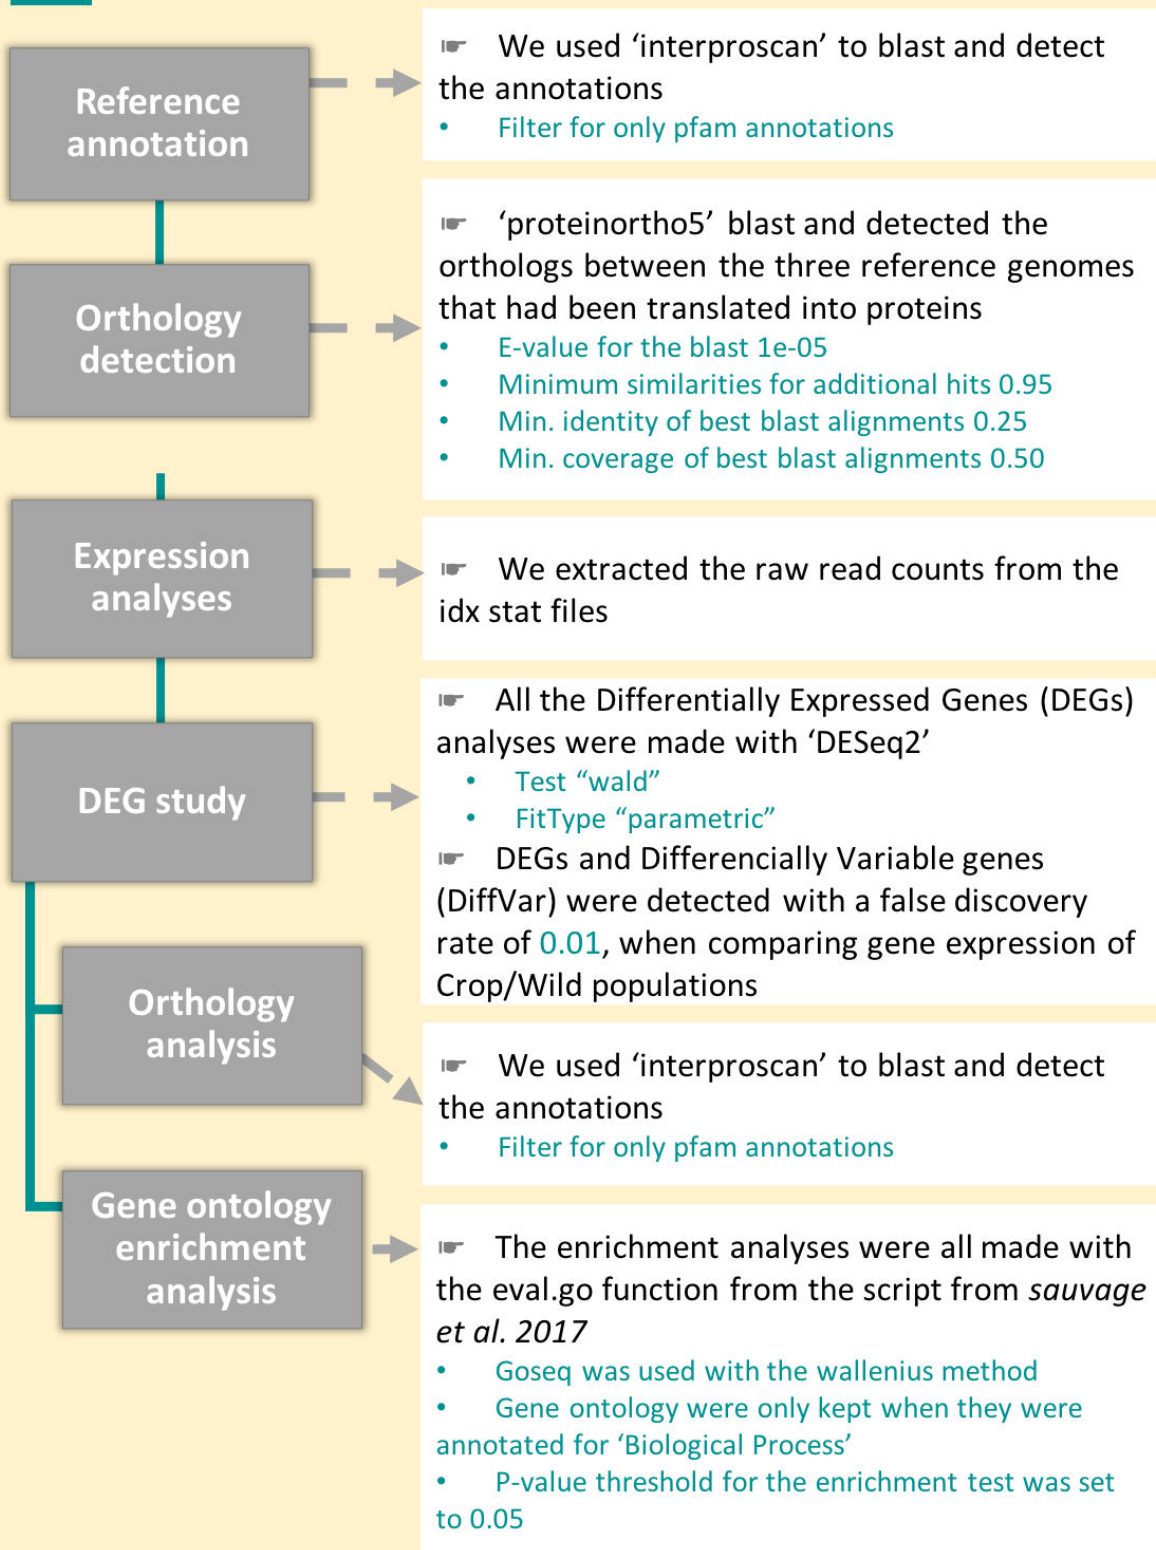 Reference
annotation
☛ We used ‘interproscan’ to blast and detect
the annotations
• Filter for only pfam annotations
Orthology
detection
☛ ‘proteinortho5’ blast and detected the
orthologs between the three reference genomes
that had been translated into proteins
• E-value for the blast 1e-05
• Minimum similarities for additional hits 0.95
• Min. identity of best blast alignments 0.25
• Min. coverage of best blast alignments 0.50
Expression
analyses
☛ We extracted the raw read counts from the
idx stat files
DEG study
☛ All the Differentially Expressed Genes (DEGs)
analyses were made with ‘DESeq2’
• Test “wald”
• FitType “parametric”
☛ DEGs and Differencially Variable genes
(DiffVar) were detected with a false discovery
rate of 0.01, when comparing gene expression of
Crop/Wild populations
Orthology
analysis
☛ We used ‘interproscan’ to blast and detect
the annotations
• Filter for only pfam annotations
Gene ontology
enrichment
analysis
☛ The enrichment analyses were all made with
the eval.go function from the script from sauvage
et al. 2017
• Goseq was used with the wallenius method
• Gene ontology were only kept when they were
annotated for ‘Biological Process’
• P-value threshold for the enrichment test was set
to 0.05